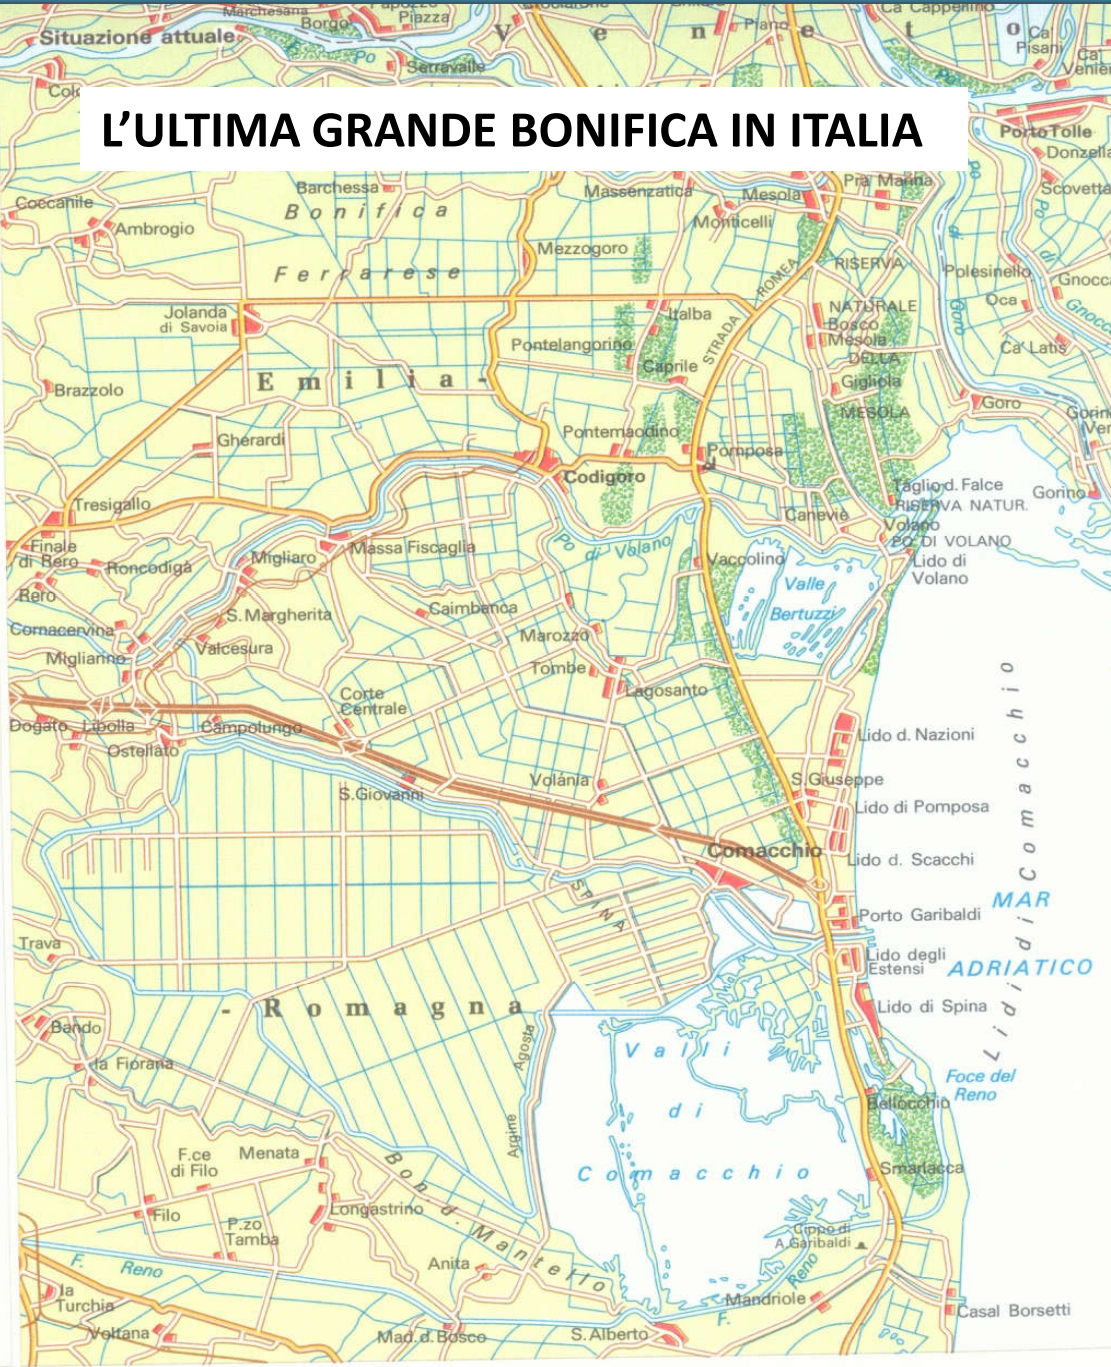 Marchesana
Borgo
Piazza
Situazione attuale
Po
Serravalle
V e n e t o
Piano
Ca' Cappellino
Ca'
Pisani
Ca'
Po
L'ULTIMA GRANDE BONIFICA IN ITALIA
Porto Tolle
Donzella
Barchessa
Massenzatica
Mesola
Coccanile
Bonifica
Monticelli
Ambrogio
Po di Goro
Mezzogoro
RISERVA
Polesinello
Ferrarese
ROMEA
Oca
Jolanda
di Savoia
Italba
NATURALE
Bosco
Mesola
Pontelangorino
STRADA
Ca' Latis
Caprile
DELLA
Brazzolo
Emilia-
Gigliola
Goro
MESOLA
Gherardi
Pontemaodino
Pomposa
Codigoro
Taglio d. Falce
Gorino
RISERVA NATUR.
Tresigallo
Canevie
Volano
PO DI VOLANO
Finale
di Rero
Po di Volano
Massa Fiscaglia
Migliaro
Roncodigà
Vaccolino
Lido di
Volano
Rero
Valle
Bertuzzi
Caimbanca
S. Margherita
Cornacervina
Marozzo
Valcesura
Migliarino
Tombe
Lagosanto
Corte
Centrale
Dogato
Libolla
Campolungo
Lido d. Nazioni
Ostellato
S. Giuseppe
Volánia
S. Giovanni
Lido di Pomposa
Comacchio
Lido d. Scacchi
SPINA
MAR
Porto Garibaldi
Trava
Lido degli
Estensi
ADRIATICO
Lidi di Comacchio
- Romagna
Lido di Spina
Bando
Agosta
Valli
la Fiorana
Foce del
Reno
di
Bellocchio
Argine
F.ce
di Filo
Menata
Comacchio
Smarlacca
Bon. d. Mantello
Filo
Longastrino
P.zo
Tamba
Cippo di
A. Garibaldi
F. Reno
Anita
Reno
la
Turchia
Mandriole
F.
Casal Borsetti
Voltana
Mad. d. Bosco
S. Alberto